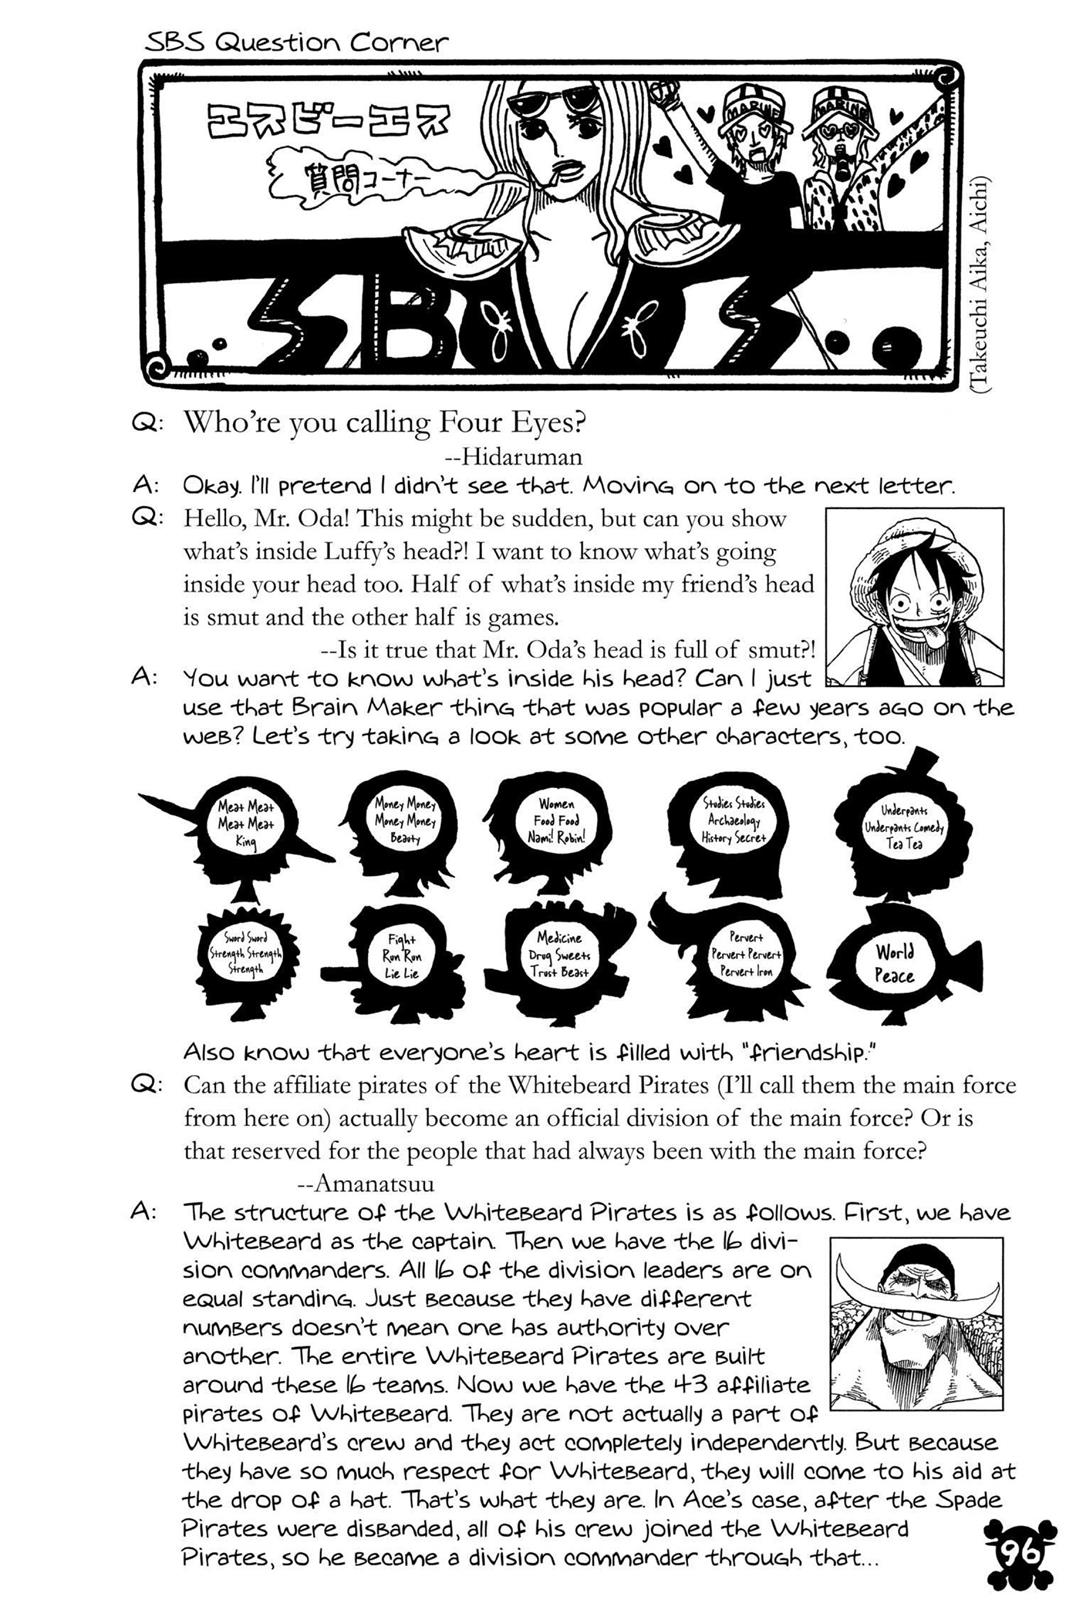 SBS Question Corner
エスビーエス
質問コーナー
MARINE
MARINE
SBS
(Takeuchi Aika, Aichi)
Q: Who're you calling Four Eyes?
--Hidaruman
A: Okay. I'll pretend I didn't see that. Moving on to the next letter.
Q: Hello, Mr. Oda! This might be sudden, but can you show
what's inside Luffy's head?! I want to know what's going
inside your head too. Half of what's inside my friend's head
is smut and the other half is games.
--Is it true that Mr. Oda's head is full of smut?!
A: You want to know what's inside his head? Can I just
use that Brain Maker thing that was popular a few years ago on the
web? Let's try taking a look at some other characters, too.
Meat Meat
Meat Meat
King
Money Money
Money Money
Beauty
Women
Food Food
Nami! Robin!
Studies Studies
Archaeology
History Secret
Underpants
Underpants Comedy
Tea Tea
Sword Sword
Strength Strength
Strength
Fight
Run Run
Lie Lie
Medicine
Drug Sweets
Trust Beast
Pervert
Pervert Pervert
Pervert Iron
World
Peace
Also know that everyone's heart is filled with "friendship."
Q: Can the affiliate pirates of the Whitebeard Pirates (I'll call them the main force
from here on) actually become an official division of the main force? Or is
that reserved for the people that had always been with the main force?
--Amanatsuu
A: The structure of the Whitebeard Pirates is as follows. First, we have
Whitebeard as the captain. Then we have the 16 divi-
sion commanders. All 16 of the division leaders are on
equal standing. Just because they have different
numbers doesn't mean one has authority over
another. The entire Whitebeard Pirates are built
around these 16 teams. Now we have the 43 affiliate
pirates of Whitebeard. They are not actually a part of
Whitebeard's crew and they act completely independently. But because
they have so much respect for Whitebeard, they will come to his aid at
the drop of a hat. That's what they are. In Ace's case, after the Spade
Pirates were disbanded, all of his crew joined the Whitebeard
Pirates, so he became a division commander through that...
96